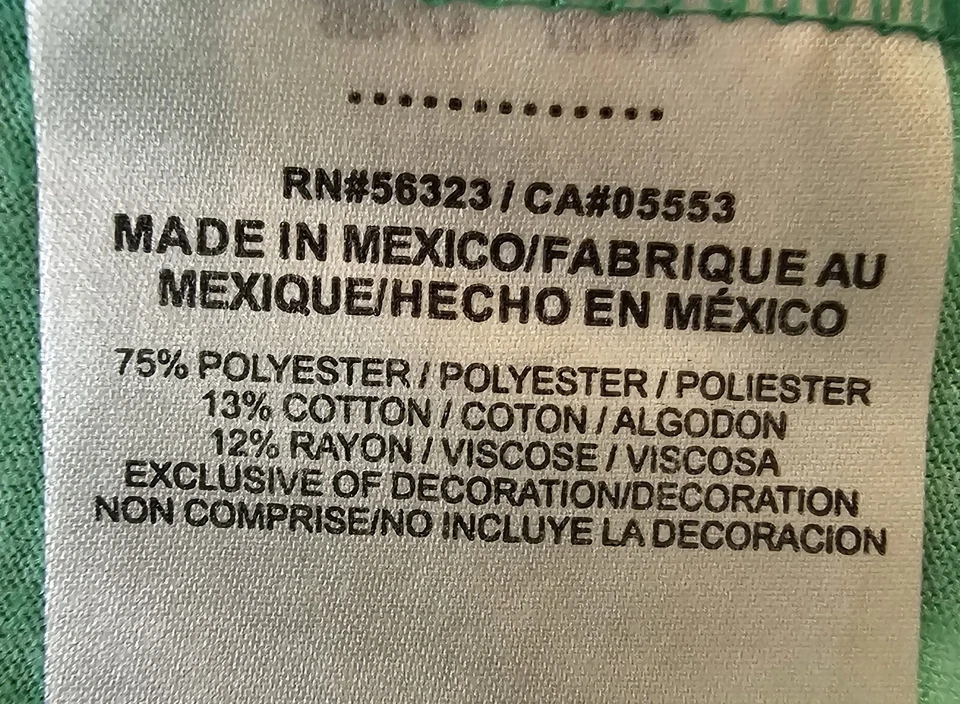 RN#56323 / CA#05553
MADE IN MEXICO/FABRIQUE AU
MEXIQUE/HECHO EN MÉXICO
75% POLYESTER / POLYESTER / POLIESTER
13% COTTON / COTON / ALGODON
12% RAYON / VISCOSE / VISCOSA
EXCLUSIVE OF DECORATION/DECORATION
NON COMPRISE/NO INCLUYE LA DECORACION